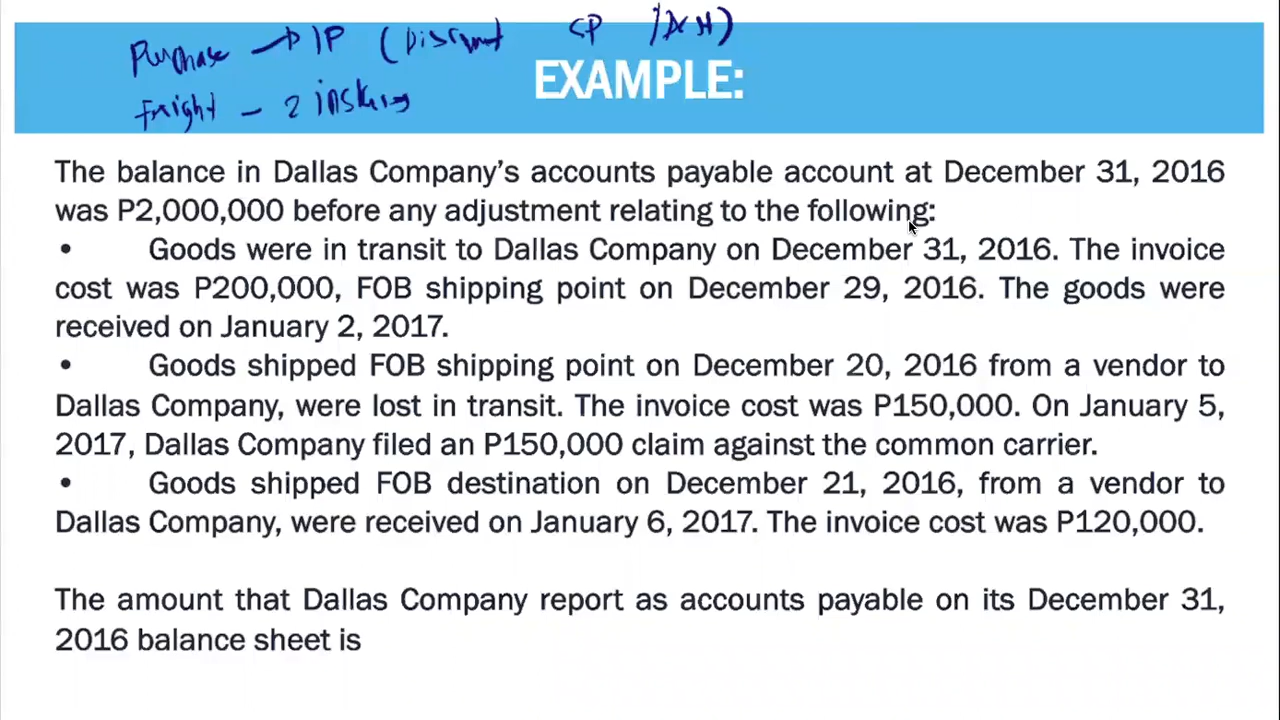 Purchase → IP (Discount CP
Freight – 2
EXAMPLE:
The balance in Dallas Company’s accounts payable account at December 31, 2016
was P2,000,000 before any adjustment relating to the following:
• Goods were in transit to Dallas Company on December 31, 2016. The invoice
cost was P200,000, FOB shipping point on December 29, 2016. The goods were
received on January 2, 2017.
• Goods shipped FOB shipping point on December 20, 2016 from a vendor to
Dallas Company, were lost in transit. The invoice cost was P150,000. On January 5,
2017, Dallas Company filed an P150,000 claim against the common carrier.
• Goods shipped FOB destination on December 21, 2016, from a vendor to
Dallas Company, were received on January 6, 2017. The invoice cost was P120,000.
The amount that Dallas Company report as accounts payable on its December 31,
2016 balance sheet is